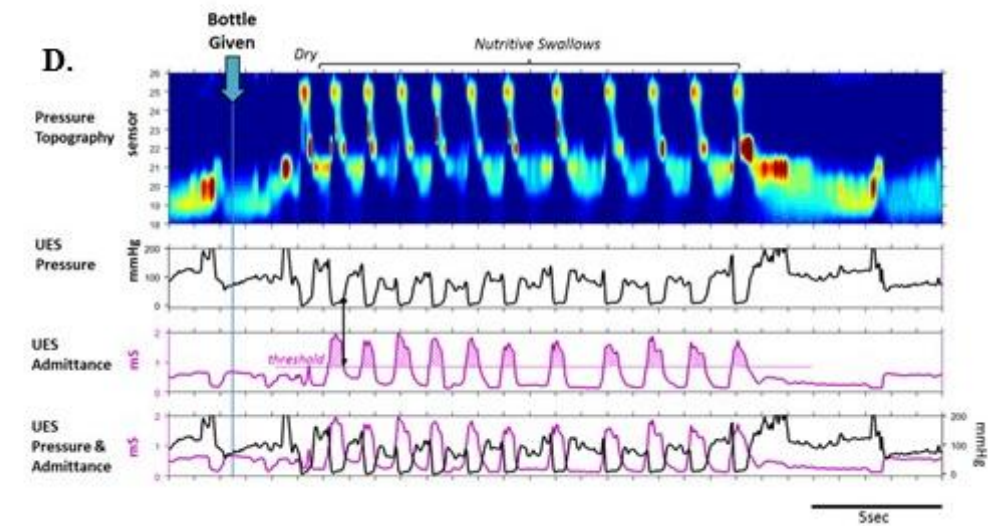 Bottle
Given
D.
Dry
Nutritive Swallows
Pressure
Topography
sensor
26
25
24
23
22
21
20
19
18
UES
Pressure
mmHg
200
100
0
UES
Admittance
mS
2
1
0
threshold
UES
Pressure &
Admittance
mS
2
1
0
200
100
0
mmHg
5sec